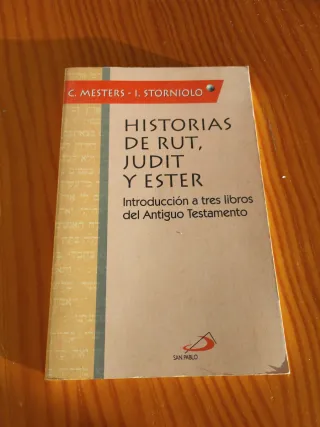 C. MESTERS - I. STORNIOLO
HISTORIAS
DE RUT,
JUDIT
Y ESTER
Introducción a tres libros
del Antiguo Testamento
SAN PABLO